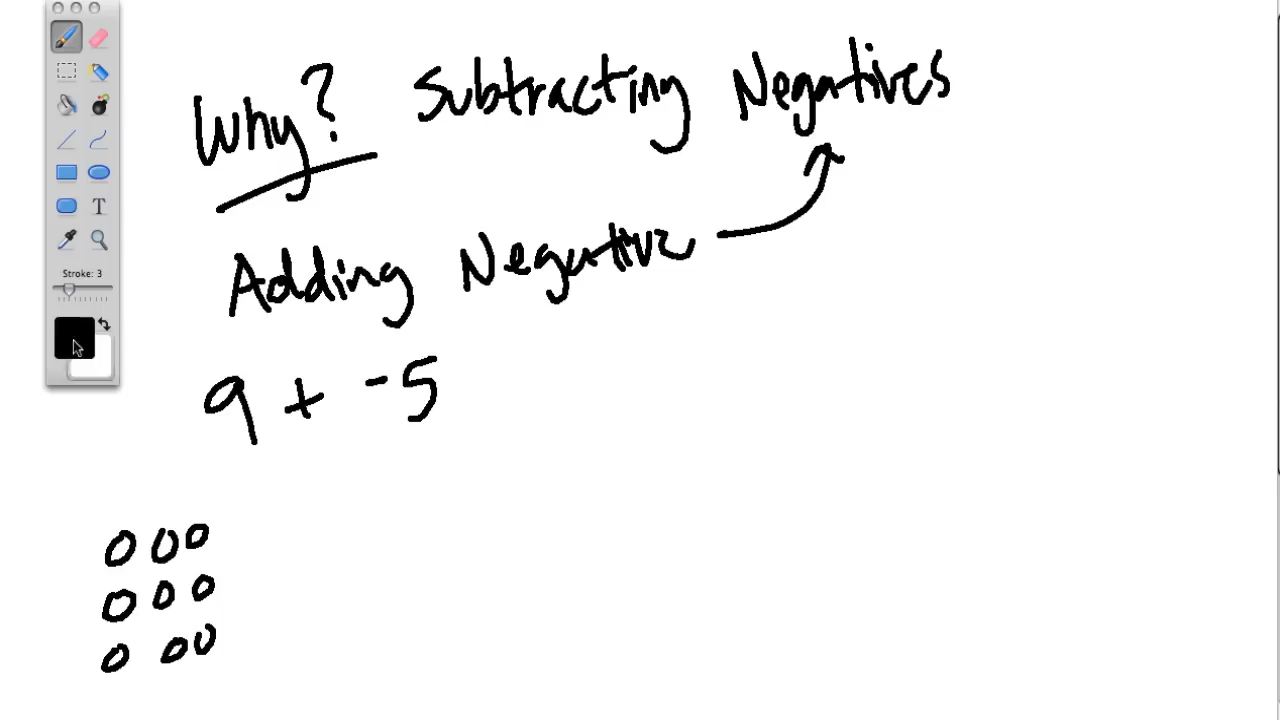 Why? Subtracting Negatives
Adding Negative
9 + -5
Stroke: 3
T